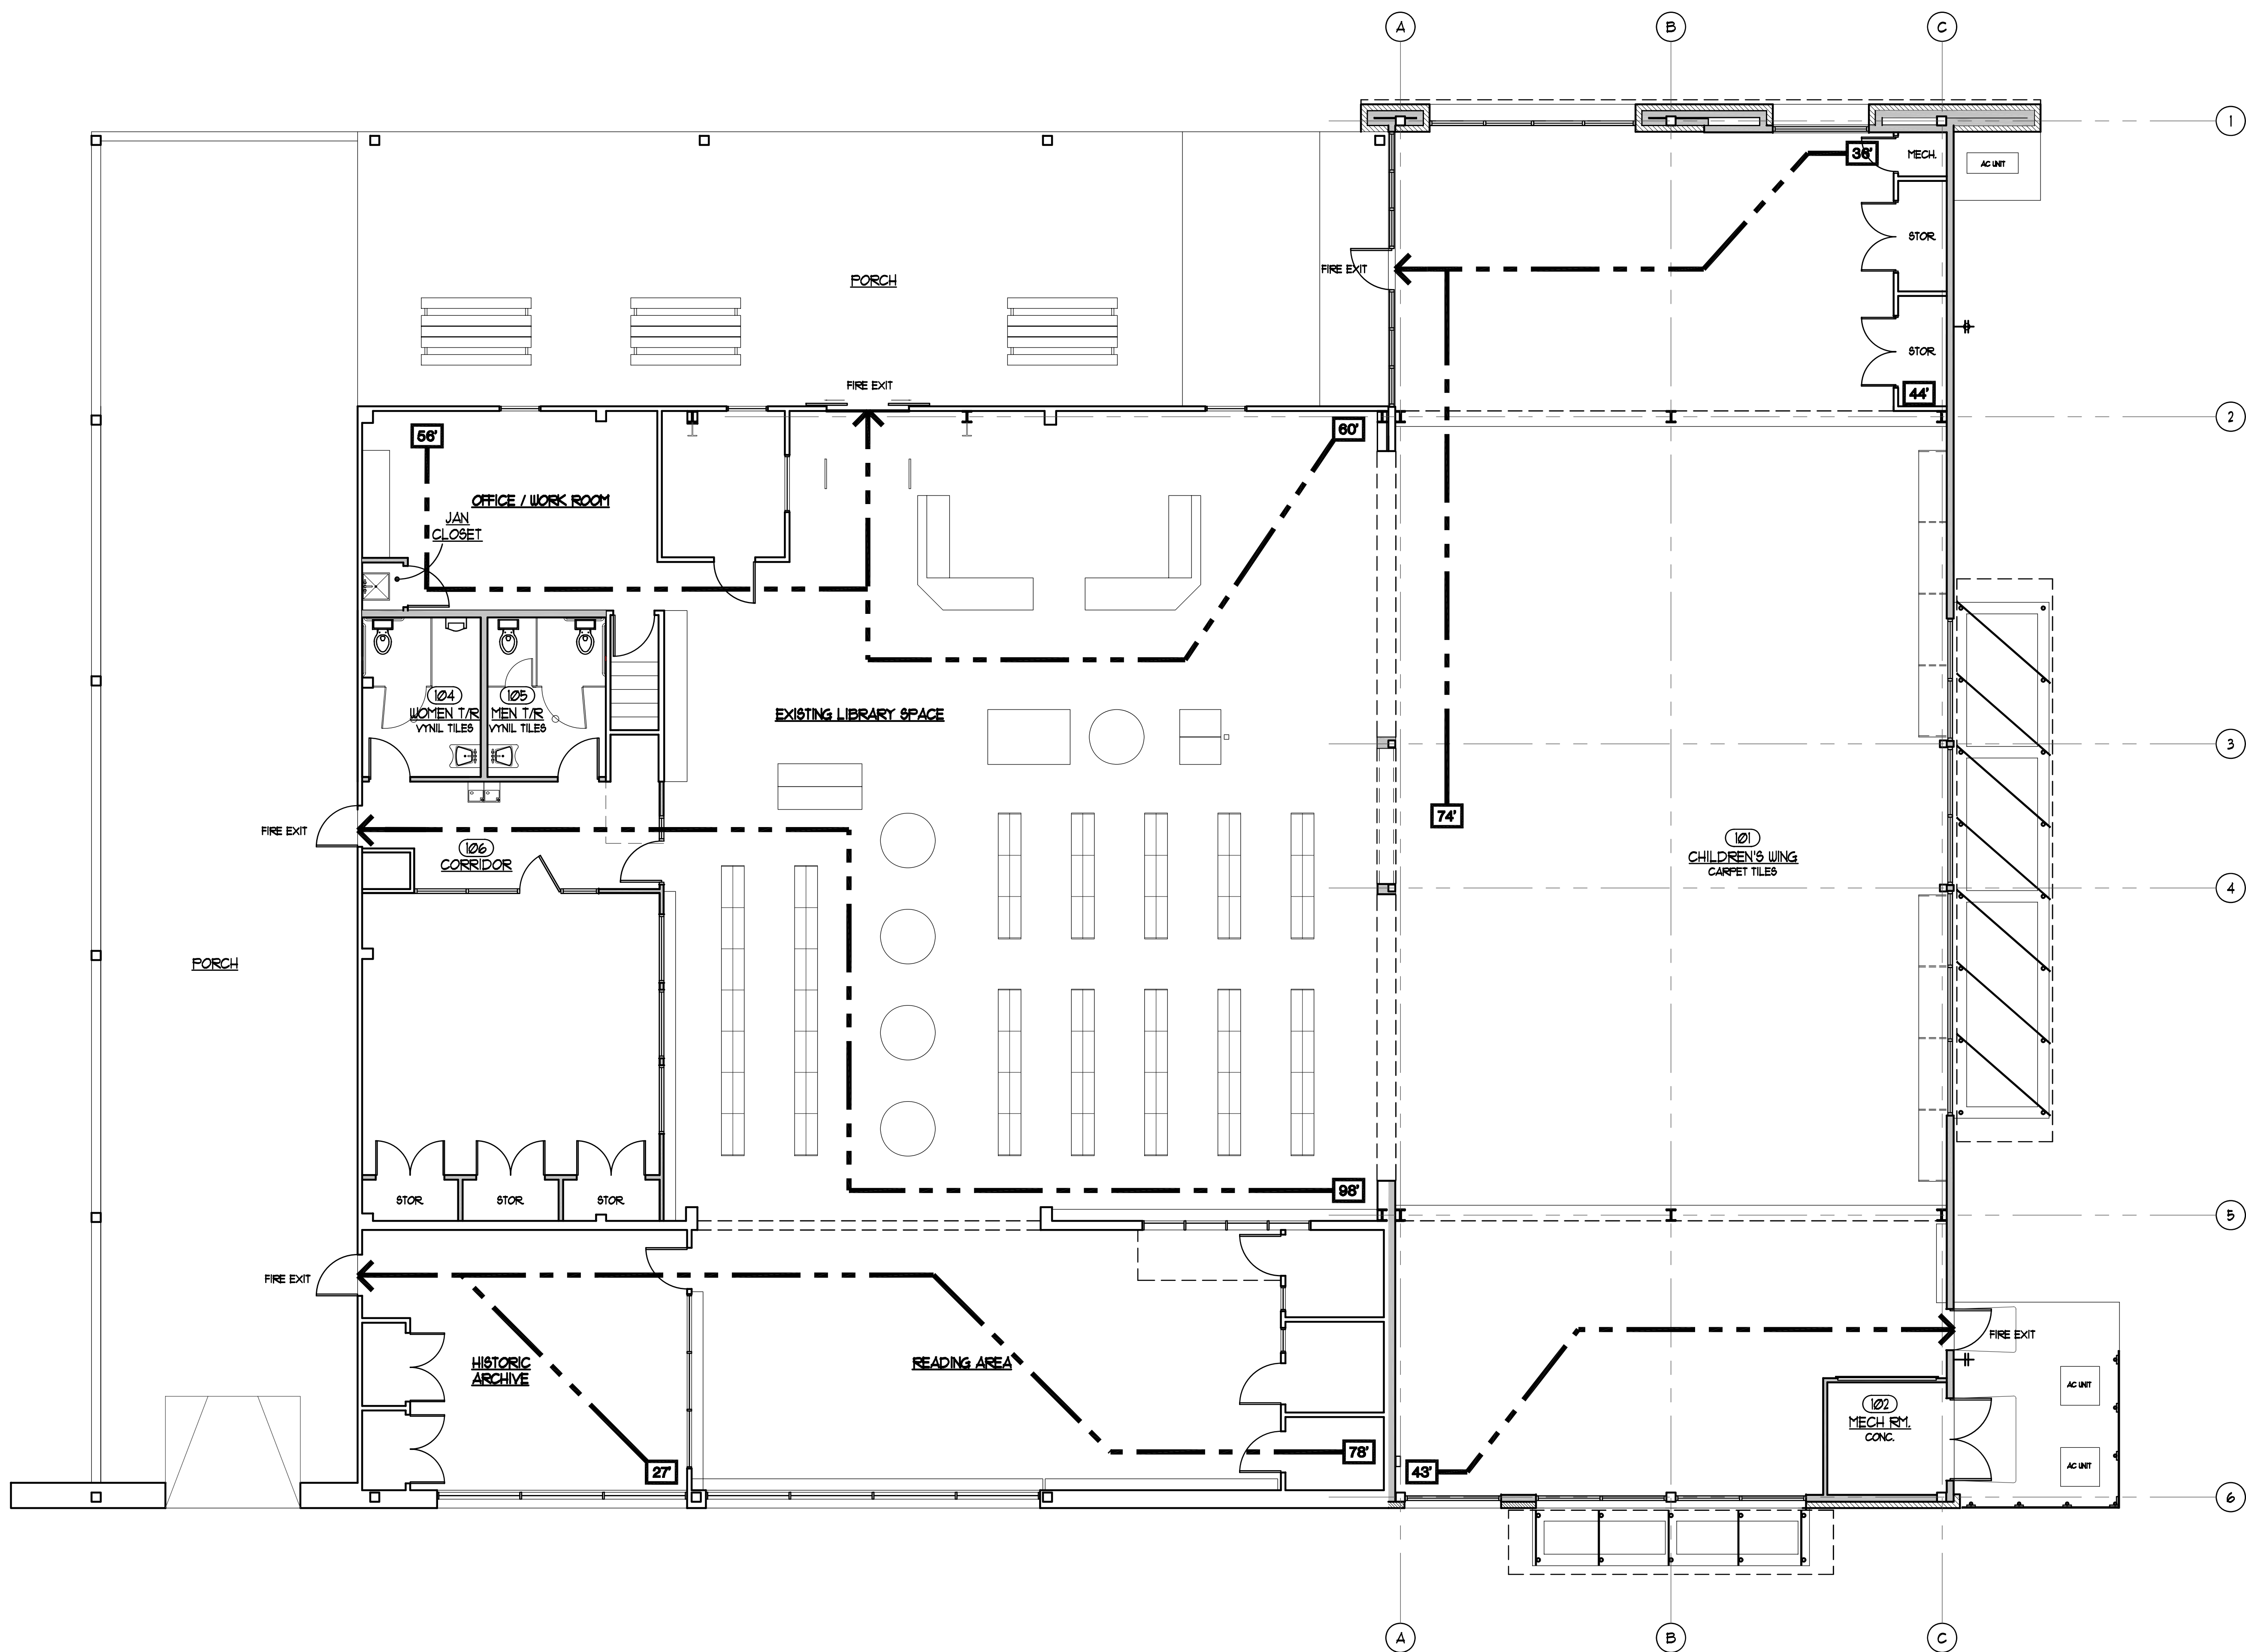 A
B
C
1
36'
MECH.
AC UNIT
STOR.
FIRE EXIT
PORCH
STOR.
FIRE EXIT
44'
2
56'
60'
OFFICE / WORK ROOM
JAN
CLOSET
104
WOMEN T/R
VYNIL TILES
105
MEN T/R
VYNIL TILES
EXISTING LIBRARY SPACE
3
74'
FIRE EXIT
106
CORRIDOR
101
CHILDREN'S WING
CARPET TILES
4
PORCH
98'
STOR.
STOR.
STOR.
5
FIRE EXIT
FIRE EXIT
HISTORIC
ARCHIVE
READING AREA
AC UNIT
102
MECH RM.
CONC.
78'
27'
43'
AC UNIT
6
A
B
C